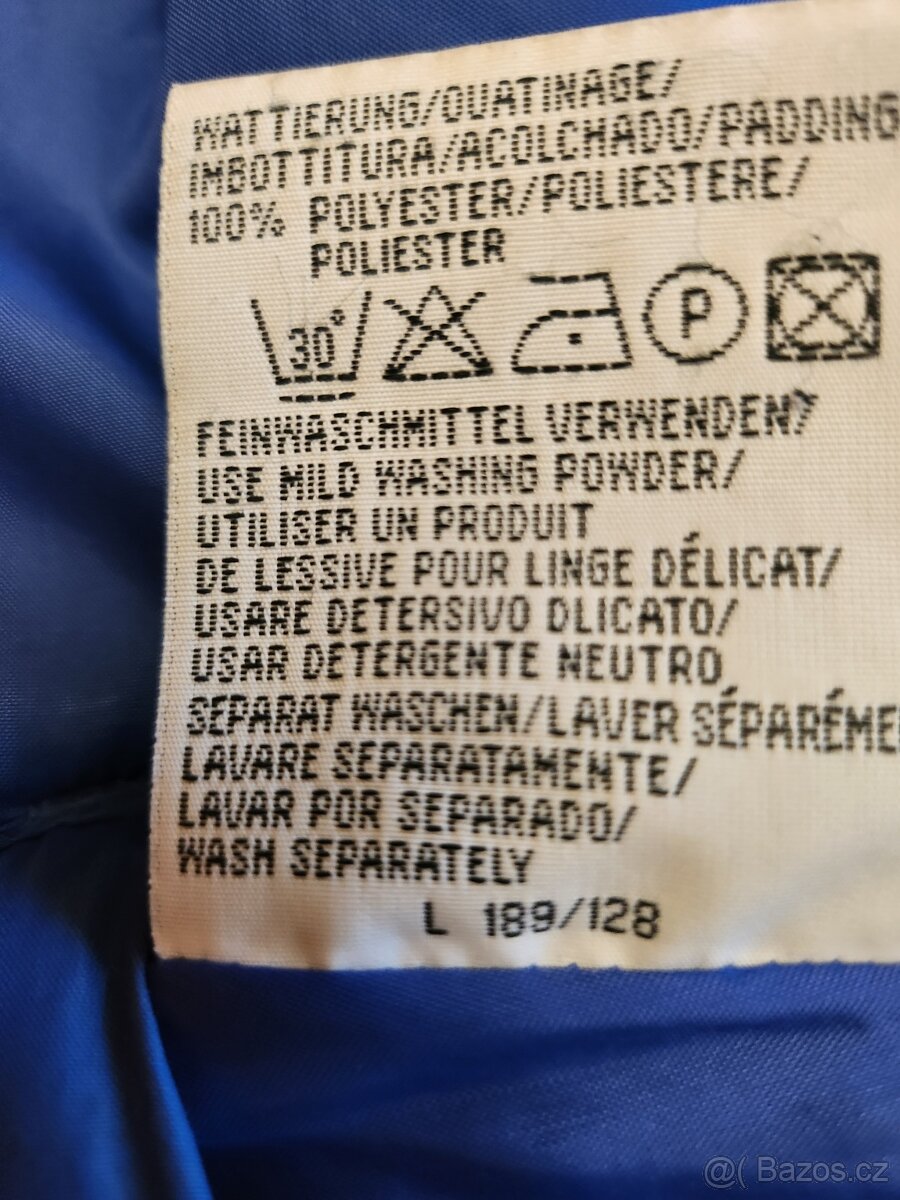 WATTIERUNG/OUATINAGE/
IMBOTTITURA/ACOLCHADO/PADDING
100% POLYESTER/POLIESTERE/
POLIESTER
30° P
FEINWASCHMITTEL VERWENDEN/
USE MILD WASHING POWDER/
UTILISER UN PRODUIT
DE LESSIVE POUR LINGE DÉLICAT/
USARE DETERSIVO DLICATO/
USAR DETERGENTE NEUTRO
SEPARAT WASCHEN/LAVER SÉPARÉME
LAVARE SEPARATAMENTE/
LAVAR POR SEPARADO/
WASH SEPARATELY
L 189/128
@( Bazos.cz